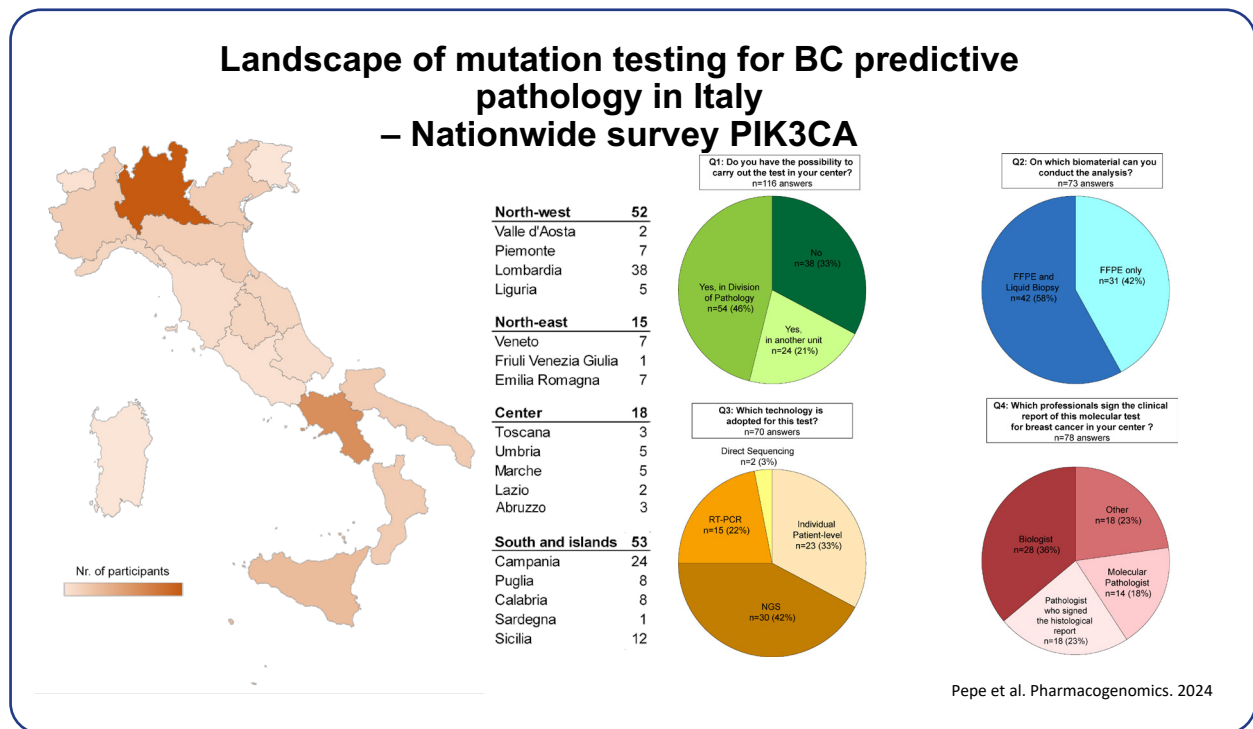 Landscape of mutation testing for BC predictive
pathology in Italy
– Nationwide survey PIK3CA
Nr. of participants
North-west 52
Valle d'Aosta 2
Piemonte 7
Lombardia 38
Liguria 5
North-east 15
Veneto 7
Friuli Venezia Giulia 1
Emilia Romagna 7
Center 18
Toscana 3
Umbria 5
Marche 5
Lazio 2
Abruzzo 3
South and islands 53
Campania 24
Puglia 8
Calabria 8
Sardegna 1
Sicilia 12
Q1: Do you have the possibility to
carry out the test in your center?
n=116 answers
No
n=38 (33%)
Yes, in Division
of Pathology
n=54 (46%)
Yes,
in another unit
n=24 (21%)
Q2: On which biomaterial can you
conduct the analysis?
n=73 answers
FFPE and
Liquid Biopsy
n=42 (58%)
FFPE only
n=31 (42%)
Q3: Which technology is
adopted for this test?
n=70 answers
Direct Sequencing
n=2 (3%)
RT-PCR
n=15 (22%)
Individual
Patient-level
n=23 (33%)
NGS
n=30 (42%)
Q4: Which professionals sign the clinical
report of this molecular test
for breast cancer in your center ?
n=78 answers
Other
n=18 (23%)
Biologist
n=28 (36%)
Molecular
Pathologist
n=14 (18%)
Pathologist
who signed
the histological
report
n=18 (23%)
Pepe et al. Pharmacogenomics. 2024